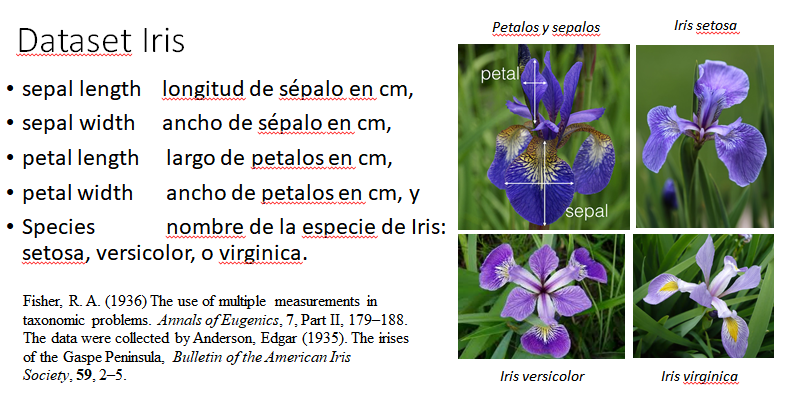 Dataset Iris
• sepal length longitud de sépalo en cm,
• sepal width ancho de sépalo en cm,
• petal length largo de petalos en cm,
• petal width ancho de petalos en cm, y
• Species nombre de la especie de Iris:
setosa, versicolor, o virginica.
Fisher, R. A. (1936) The use of multiple measurements in
taxonomic problems. Annals of Eugenics, 7, Part II, 179–188.
The data were collected by Anderson, Edgar (1935). The irises
of the Gaspe Peninsula, Bulletin of the American Iris
Society, 59, 2–5.
Petalos y sepalos
petal
sepal
Iris setosa
Iris versicolor
Iris virginica